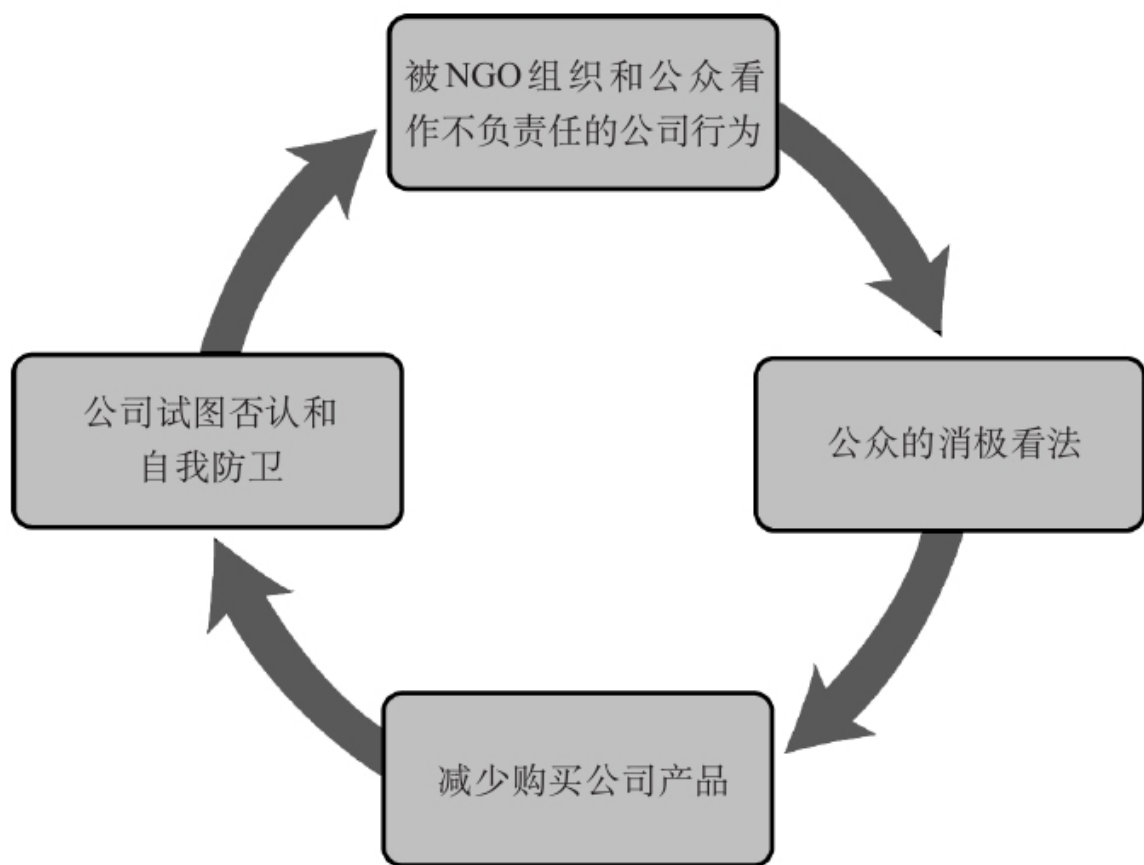 被NGO组织和公众看
作不负责任的公司行为
公司试图否认和
自我防卫
公众的消极看法
减少购买公司产品